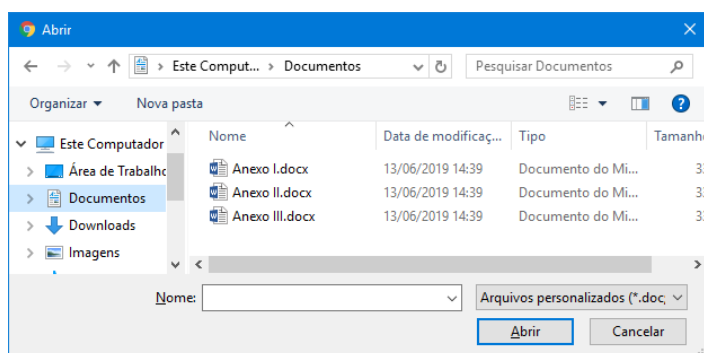 Abrir
Este Comput... > Documentos
Pesquisar Documentos
Organizar
Nova pasta
?
Este Computador
Nome
Data de modificaç...
Tipo
Tamanho
Área de Trabalho
Anexo I.docx
13/06/2019 14:39
Documento do Mi...
3
Documentos
Anexo II.docx
13/06/2019 14:39
Documento do Mi...
3
Downloads
Anexo III.docx
13/06/2019 14:39
Documento do Mi...
3
Imagens
Nome:
Arquivos personalizados (*.doc;
Abrir
Cancelar